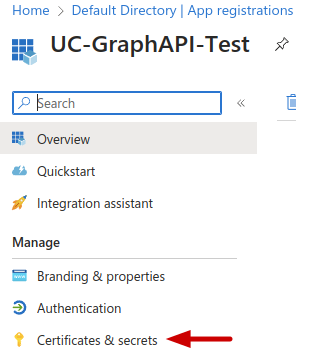 Home > Default Directory | App registrations
UC-GraphAPI-Test
Search
«
Overview
Quickstart
Integration assistant
Manage
Branding & properties
Authentication
Certificates & secrets